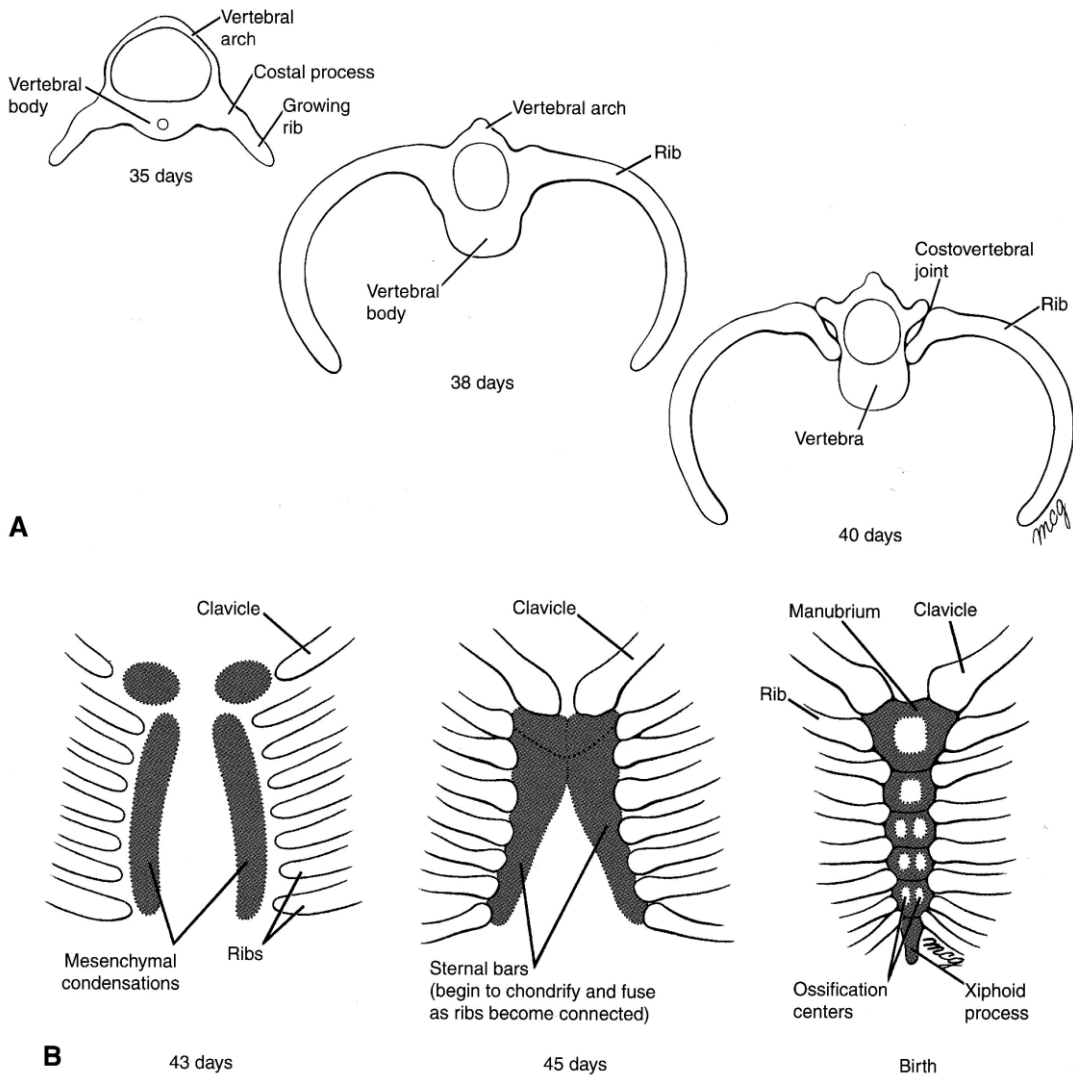 Vertebral
arch
Vertebral
body
Costal process
Growing
rib
35 days
Vertebral arch
Rib
Vertebral
body
38 days
Costovertebral
joint
Rib
Vertebra
40 days
mcg
A
Clavicle
Mesenchymal
condensations
Ribs
43 days
Clavicle
Sternal bars
(begin to chondrify and fuse
as ribs become connected)
45 days
Manubrium
Clavicle
Rib
mcg
Ossification
centers
Xiphoid
process
Birth
B